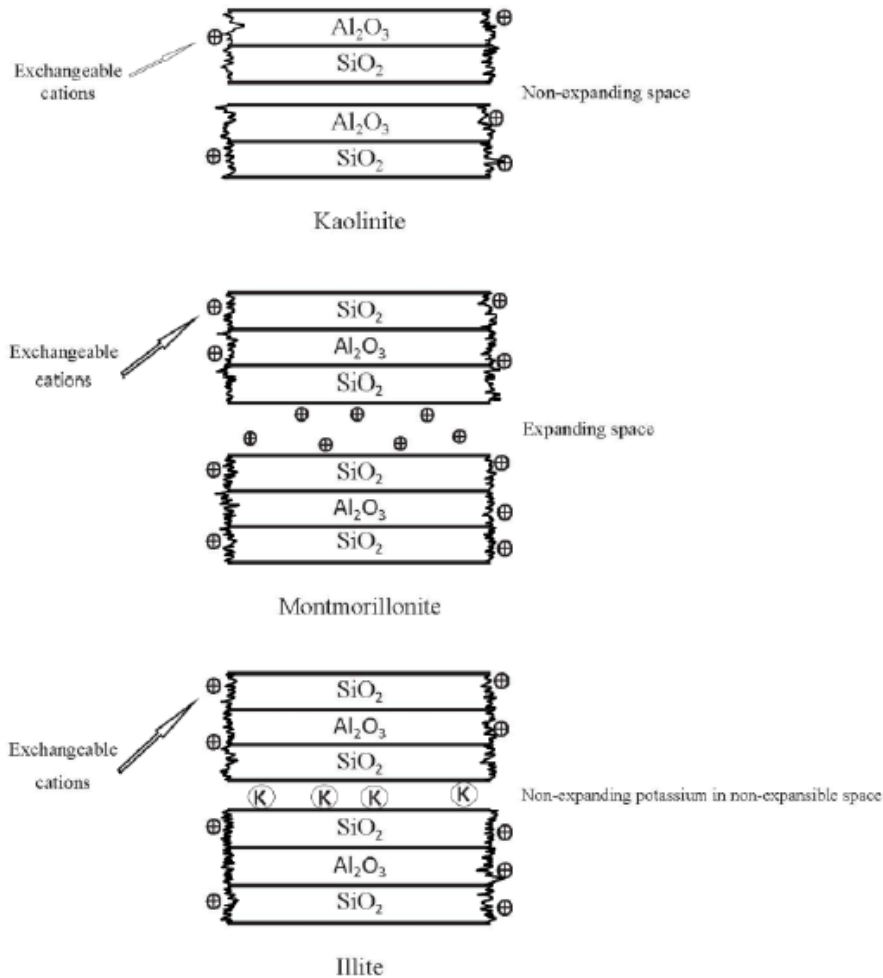 Al₂O₃
Exchangeable
cations
SiO₂
Non-expanding space
Al₂O₃
SiO₂
Kaolinite
SiO₂
Exchangeable
cations
Al₂O₃
SiO₂
Expanding space
SiO₂
Al₂O₃
SiO₂
Montmorillonite
SiO₂
Exchangeable
cations
Al₂O₃
SiO₂
K K K K
Non-expanding potassium in non-expansible space
SiO₂
Al₂O₃
SiO₂
Illite